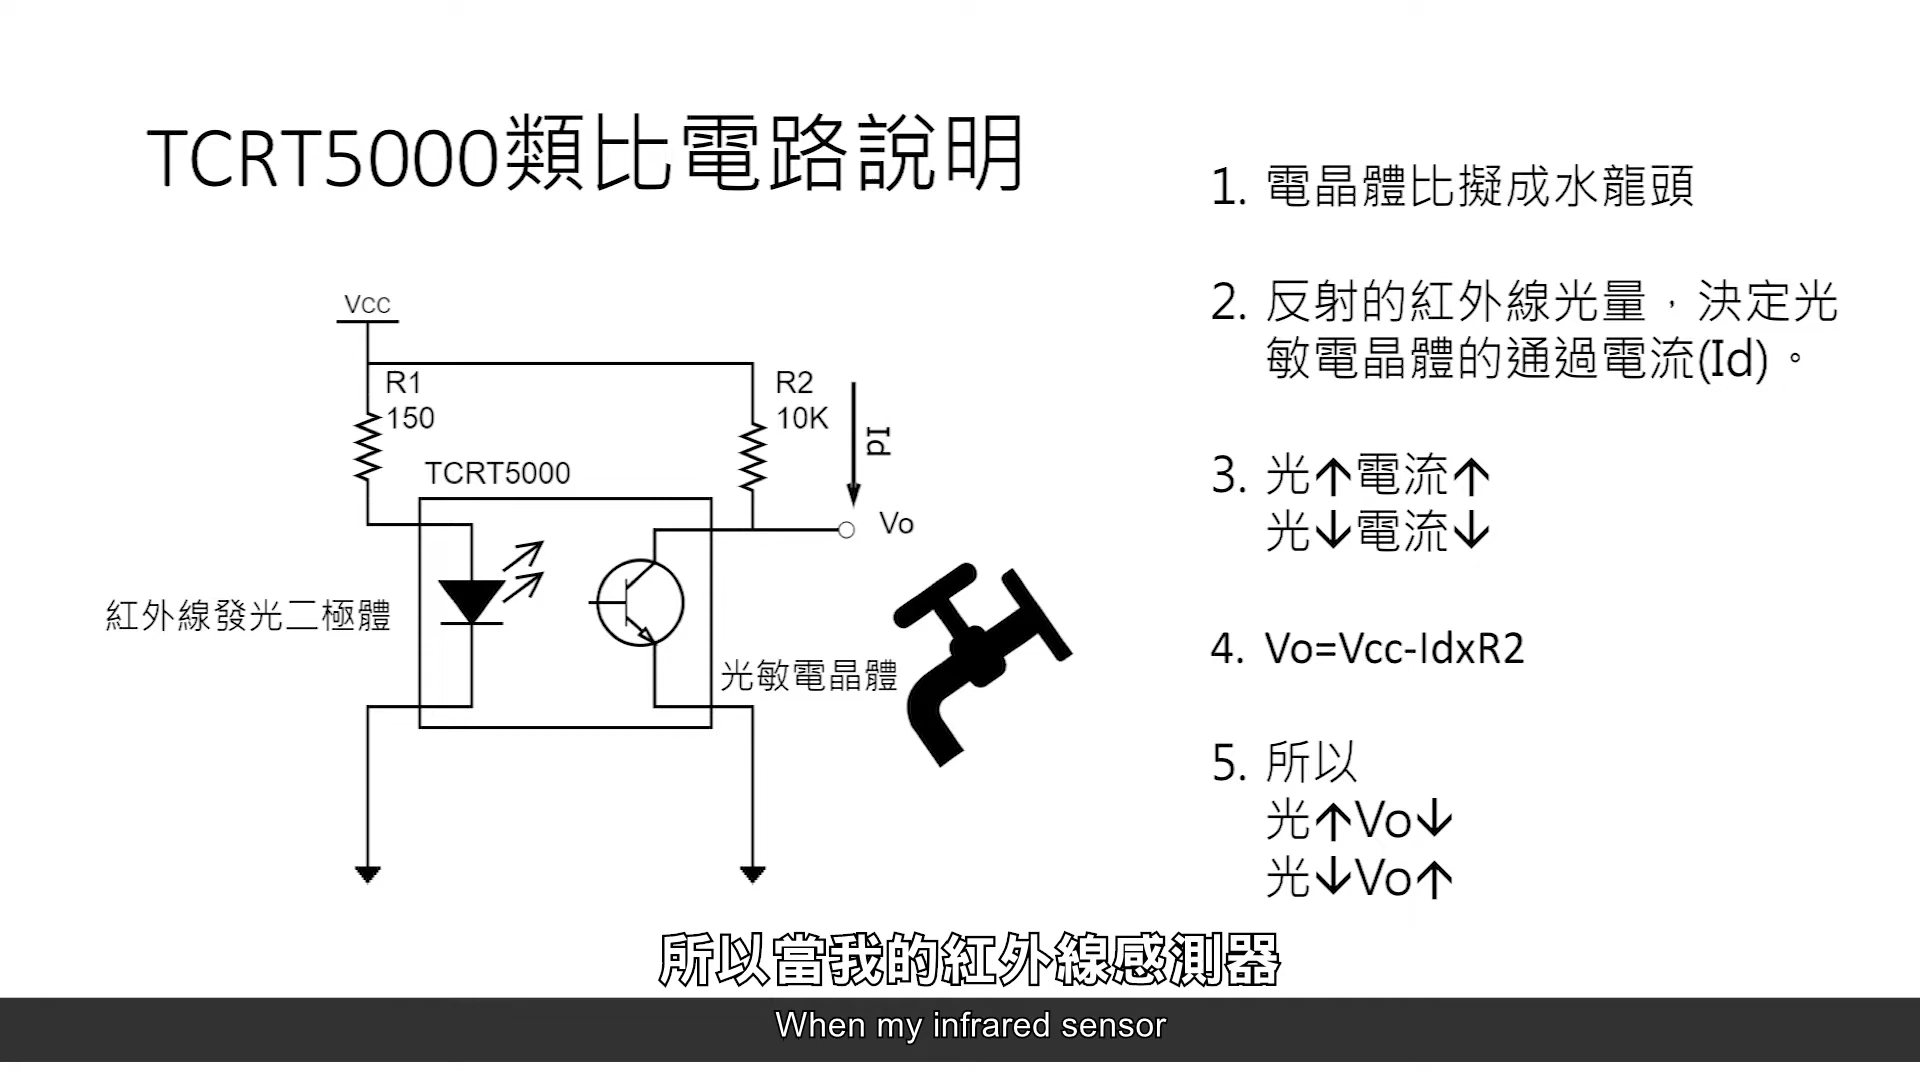 TCRT5000類比電路說明
Vcc
R1
150
R2
10K
Id
TCRT5000
Vo
紅外線發光二極體
光敏電晶體
1. 電晶體比擬成水龍頭
2. 反射的紅外線光量，決定光
敏電晶體的通過電流(Id)。
3. 光↑電流↑
光↓電流↓
4. Vo=Vcc-IdxR2
5. 所以
光↑Vo↓
光↓Vo↑
所以當我的紅外線感測器
When my infrared sensor